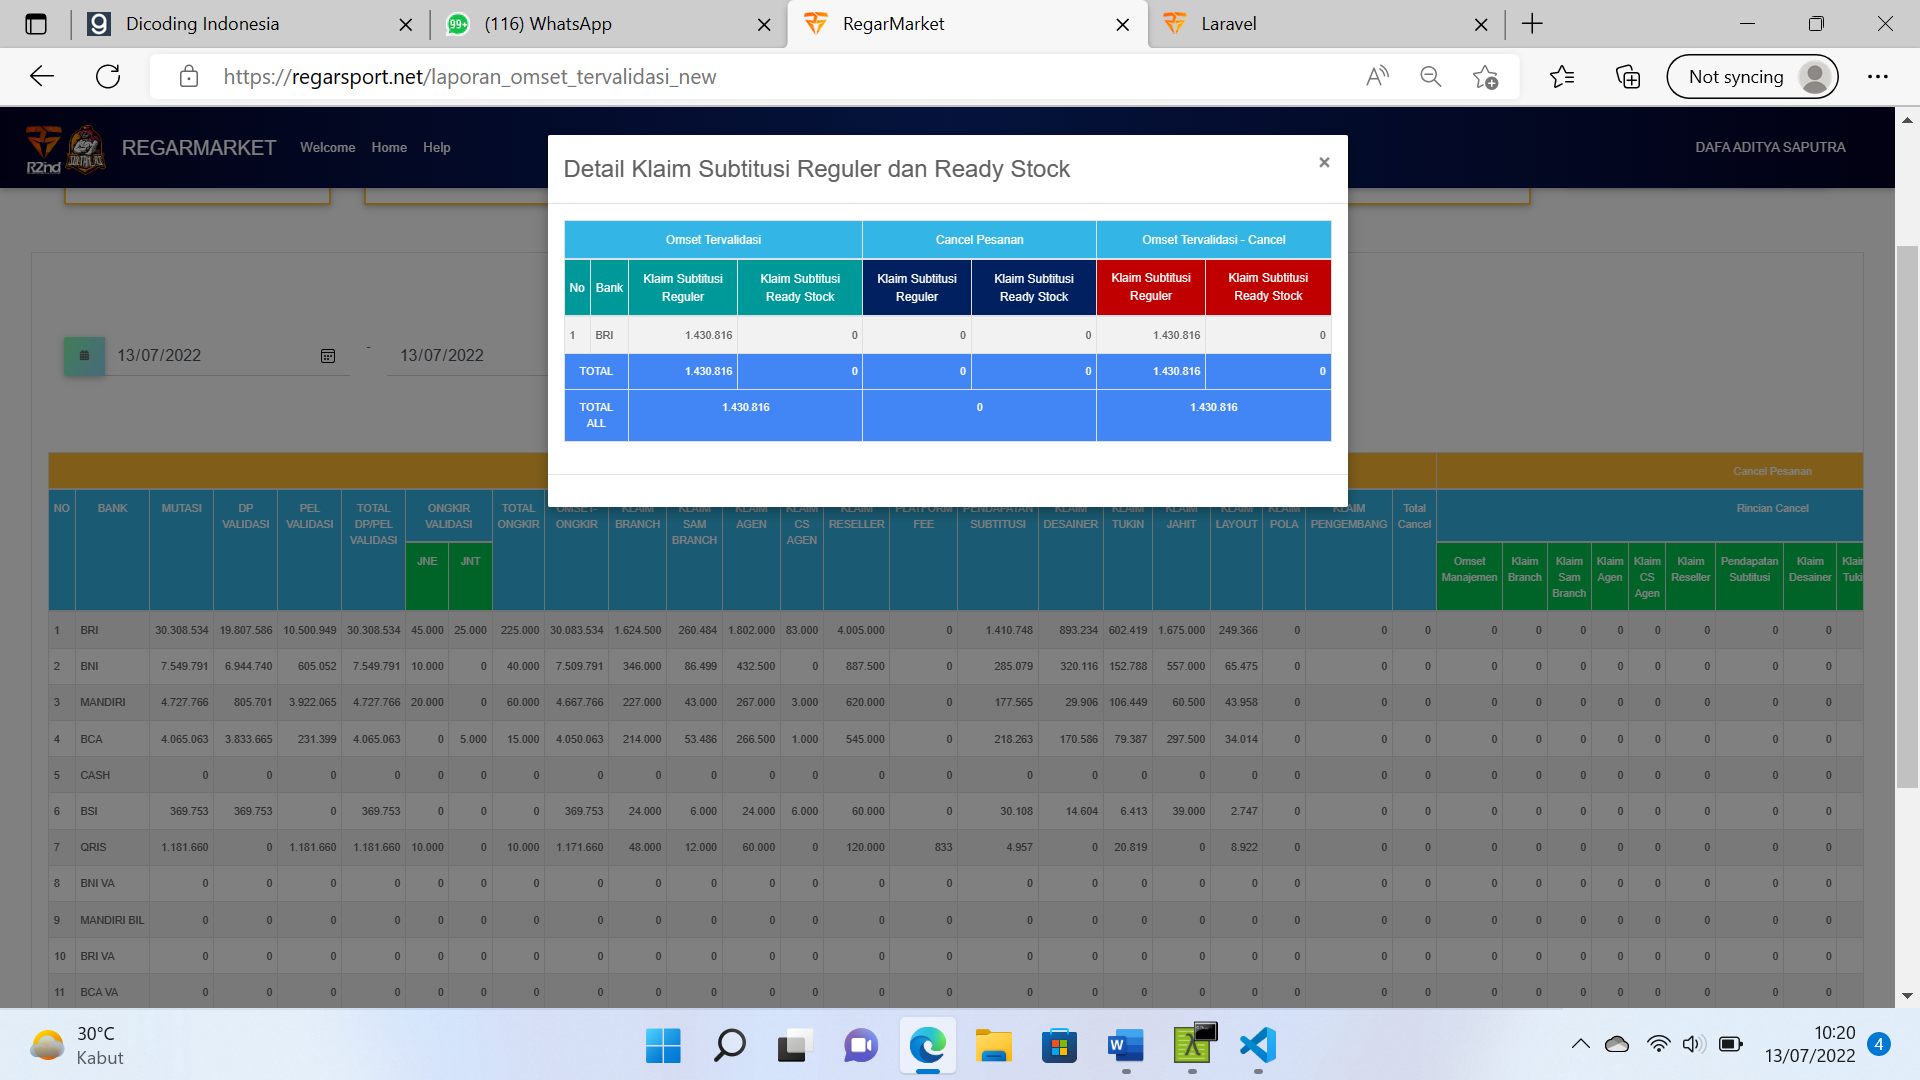 Dicoding Indonesia
99+ (116) WhatsApp
RegarMarket
Laravel
https://regarsport.net/laporan_omset_tervalidasi_new
Not syncing
R2nd
REGARMARKET Welcome Home Help
DAFA ADITYA SAPUTRA
Detail Klaim Subtitusi Reguler dan Ready Stock ×
Omset Tervalidasi Cancel Pesanan Omset Tervalidasi - Cancel
No Bank Klaim Subtitusi Reguler Klaim Subtitusi Ready Stock Klaim Subtitusi Reguler Klaim Subtitusi Ready Stock Klaim Subtitusi Reguler Klaim Subtitusi Ready Stock
1 BRI 1.430.816 0 0 0 1.430.816 0
TOTAL 1.430.816 0 0 0 1.430.816 0
TOTAL ALL 1.430.816 0 1.430.816
13/07/2022 - 13/07/2022
Cancel Pesanan
NO BANK MUTASI DP VALIDASI PEL VALIDASI TOTAL DP/PEL VALIDASI ONGKIR VALIDASI TOTAL ONGKIR OMSET-ONGKIR KLAIM BRANCH KLAIM SAM BRANCH KLAIM AGEN KLAIM CS AGEN KLAIM RESELLER PLATFORM FEE PENDAPATAN SUBTITUSI KLAIM DESAINER KLAIM TUKIN KLAIM JAHIT KLAIM LAYOUT KLAIM POLA KLAIM PENGEMBANG Total Cancel Rincian Cancel
JNE JNT Omset Manajemen Klaim Branch Klaim Sam Branch Klaim Agen Klaim CS Agen Klaim Reseller Pendapatan Subtitusi Klaim Desainer
1 BRI 30.308.534 19.807.586 10.500.949 30.308.534 45.000 25.000 225.000 30.083.534 1.624.500 260.484 1.802.000 83.000 4.005.000 0 1.410.748 893.234 602.419 1.675.000 249.366 0 0 0 0 0 0 0 0 0 0 0
2 BNI 7.549.791 6.944.740 605.052 7.549.791 10.000 0 40.000 7.509.791 346.000 86.499 432.500 0 887.500 0 285.079 320.116 152.788 557.000 65.475 0 0 0 0 0 0 0 0 0 0 0
3 MANDIRI 4.727.766 805.701 3.922.065 4.727.766 20.000 0 60.000 4.667.766 227.000 43.000 267.000 3.000 620.000 0 177.565 29.906 106.449 60.500 43.958 0 0 0 0 0 0 0 0 0 0 0
4 BCA 4.065.063 3.833.665 231.399 4.065.063 0 5.000 15.000 4.050.063 214.000 53.486 266.500 1.000 545.000 0 218.263 170.586 79.387 297.500 34.014 0 0 0 0 0 0 0 0 0 0 0
5 CASH 0 0 0 0 0 0 0 0 0 0 0 0 0 0 0 0 0 0 0 0 0 0 0 0 0 0 0 0 0 0
6 BSI 369.753 369.753 0 369.753 0 0 0 369.753 24.000 6.000 24.000 6.000 60.000 0 30.108 14.604 6.413 39.000 2.747 0 0 0 0 0 0 0 0 0 0 0
7 QRIS 1.181.660 0 1.181.660 1.181.660 10.000 0 10.000 1.171.660 48.000 12.000 60.000 0 120.000 833 4.957 0 20.819 0 8.922 0 0 0 0 0 0 0 0 0 0 0
8 BNI VA 0 0 0 0 0 0 0 0 0 0 0 0 0 0 0 0 0 0 0 0 0 0 0 0 0 0 0 0 0 0
9 MANDIRI BIL 0 0 0 0 0 0 0 0 0 0 0 0 0 0 0 0 0 0 0 0 0 0 0 0 0 0 0 0 0 0
10 BRI VA 0 0 0 0 0 0 0 0 0 0 0 0 0 0 0 0 0 0 0 0 0 0 0 0 0 0 0 0 0 0
11 BCA VA 0 0 0 0 0 0 0 0 0 0 0 0 0 0 0 0 0 0 0 0 0 0 0 0 0 0 0 0 0 0
30°C
Kabut
10:20
13/07/2022
4